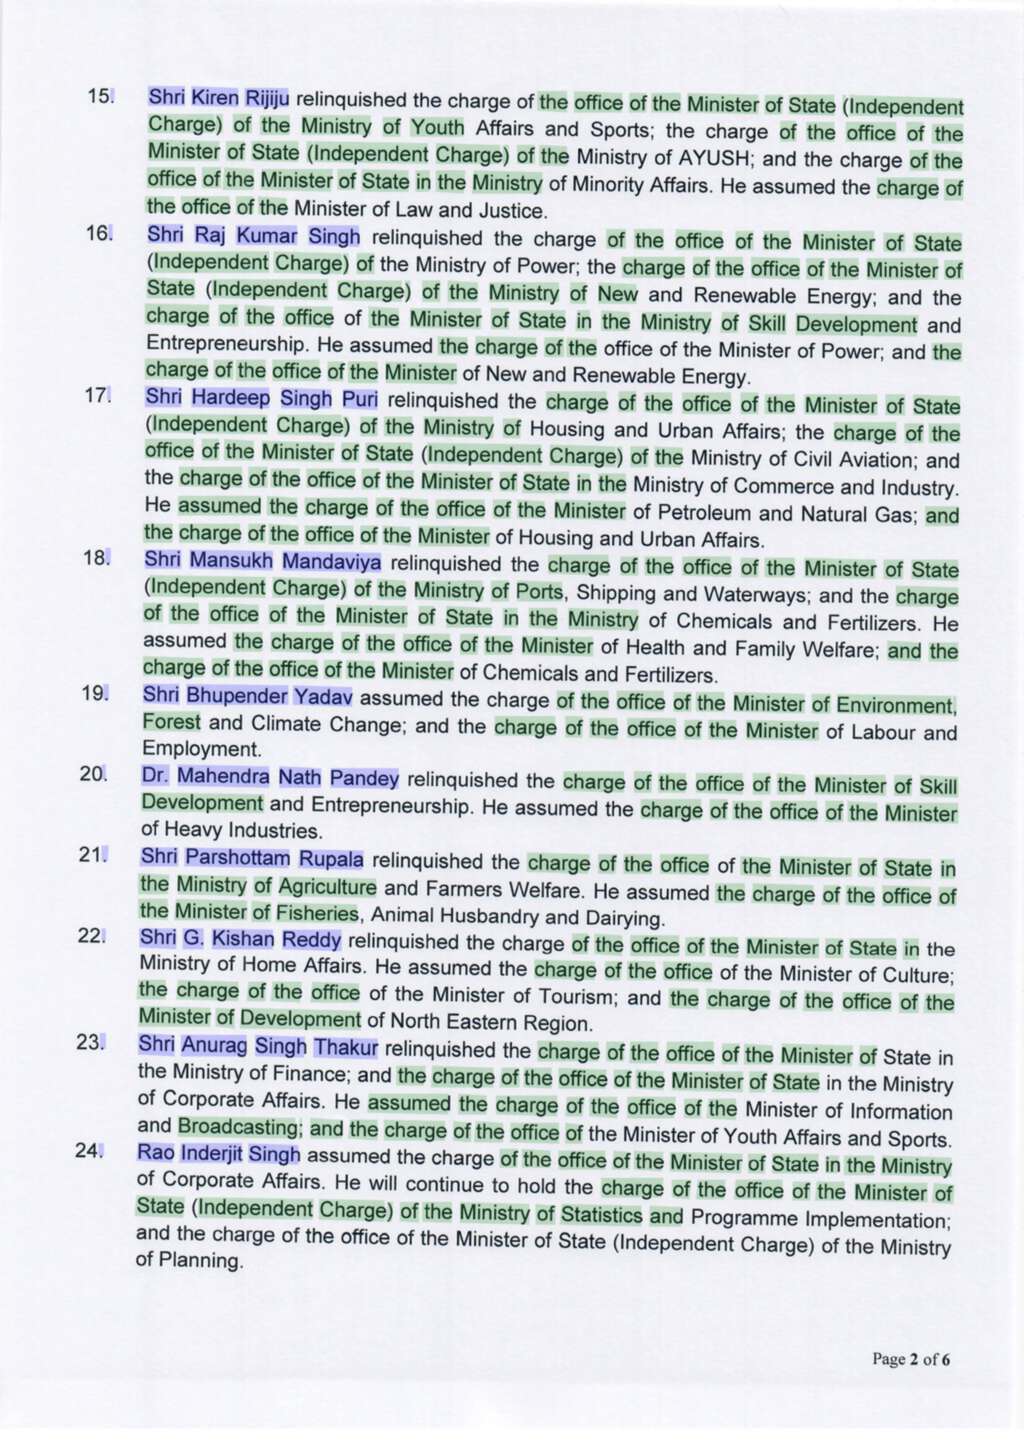 15. Shri Kiren Rijiju relinquished the charge of the office of the Minister of State (Independent
Charge) of the Ministry of Youth Affairs and Sports; the charge of the office of the
Minister of State (Independent Charge) of the Ministry of AYUSH; and the charge of the
office of the Minister of State in the Ministry of Minority Affairs. He assumed the charge of
the office of the Minister of Law and Justice.
16. Shri Raj Kumar Singh relinquished the charge of the office of the Minister of State
(Independent Charge) of the Ministry of Power; the charge of the office of the Minister of
State (Independent Charge) of the Ministry of New and Renewable Energy; and the
charge of the office of the Minister of State in the Ministry of Skill Development and
Entrepreneurship. He assumed the charge of the office of the Minister of Power; and the
charge of the office of the Minister of New and Renewable Energy.
17. Shri Hardeep Singh Puri relinquished the charge of the office of the Minister of State
(Independent Charge) of the Ministry of Housing and Urban Affairs; the charge of the
office of the Minister of State (Independent Charge) of the Ministry of Civil Aviation; and
the charge of the office of the Minister of State in the Ministry of Commerce and Industry.
He assumed the charge of the office of the Minister of Petroleum and Natural Gas; and
the charge of the office of the Minister of Housing and Urban Affairs.
18. Shri Mansukh Mandaviya relinquished the charge of the office of the Minister of State
(Independent Charge) of the Ministry of Ports, Shipping and Waterways; and the charge
of the office of the Minister of State in the Ministry of Chemicals and Fertilizers. He
assumed the charge of the office of the Minister of Health and Family Welfare; and the
charge of the office of the Minister of Chemicals and Fertilizers.
19. Shri Bhupender Yadav assumed the charge of the office of the Minister of Environment,
Forest and Climate Change; and the charge of the office of the Minister of Labour and
Employment.
20. Dr. Mahendra Nath Pandey relinquished the charge of the office of the Minister of Skill
Development and Entrepreneurship. He assumed the charge of the office of the Minister
of Heavy Industries.
21. Shri Parshottam Rupala relinquished the charge of the office of the Minister of State in
the Ministry of Agriculture and Farmers Welfare. He assumed the charge of the office of
the Minister of Fisheries, Animal Husbandry and Dairying.
22. Shri G. Kishan Reddy relinquished the charge of the office of the Minister of State in the
Ministry of Home Affairs. He assumed the charge of the office of the Minister of Culture;
the charge of the office of the Minister of Tourism; and the charge of the office of the
Minister of Development of North Eastern Region.
23. Shri Anurag Singh Thakur relinquished the charge of the office of the Minister of State in
the Ministry of Finance; and the charge of the office of the Minister of State in the Ministry
of Corporate Affairs. He assumed the charge of the office of the Minister of Information
and Broadcasting; and the charge of the office of the Minister of Youth Affairs and Sports.
24. Rao Inderjit Singh assumed the charge of the office of the Minister of State in the Ministry
of Corporate Affairs. He will continue to hold the charge of the office of the Minister of
State (Independent Charge) of the Ministry of Statistics and Programme Implementation;
and the charge of the office of the Minister of State (Independent Charge) of the Ministry
of Planning.
Page 2 of 6